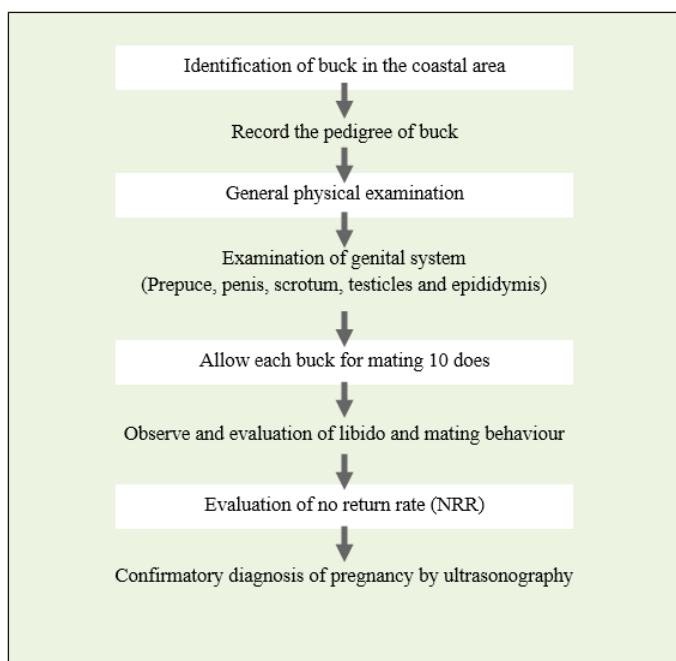 Identification of buck in the coastal area
Record the pedigree of buck
General physical examination
Examination of genital system
(Prepuce, penis, scrotum, testicles and epididymis)
Allow each buck for mating 10 does
Observe and evaluation of libido and mating behaviour
Evaluation of no return rate (NRR)
Confirmatory diagnosis of pregnancy by ultrasonography